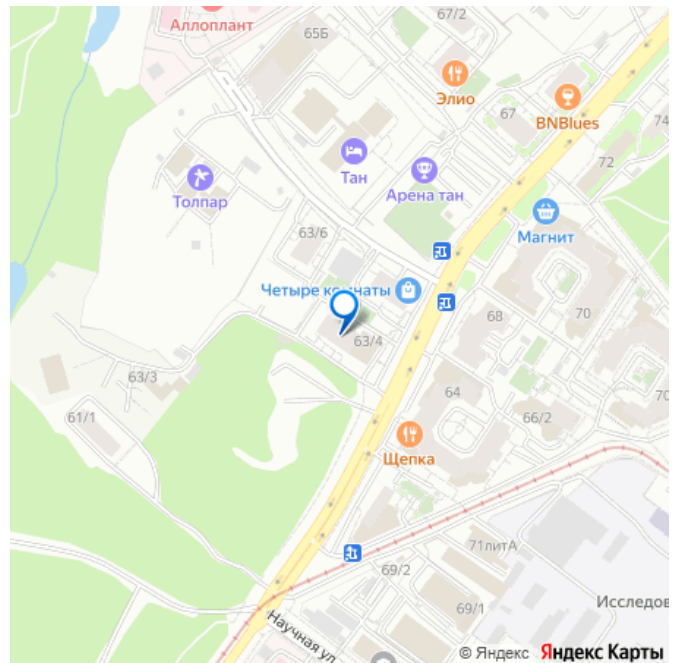 67/2
Аллоплант
65Б
Элио
67
BNBlues
74
72
Тан
Арена тан
Толпар
Магнит
63/6
Четыре комнаты
70
68
63/4
63/3
64
70
61/1
66/2
Щепка
71литА
69/2
Исследов
69/1
Научная ул.
© Яндекс Яндекс Карты